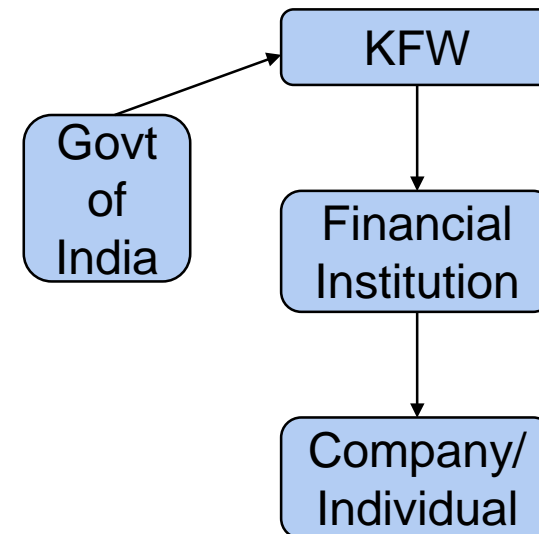 KFW
Govt
of
India
Financial
Institution
Company/
Individual